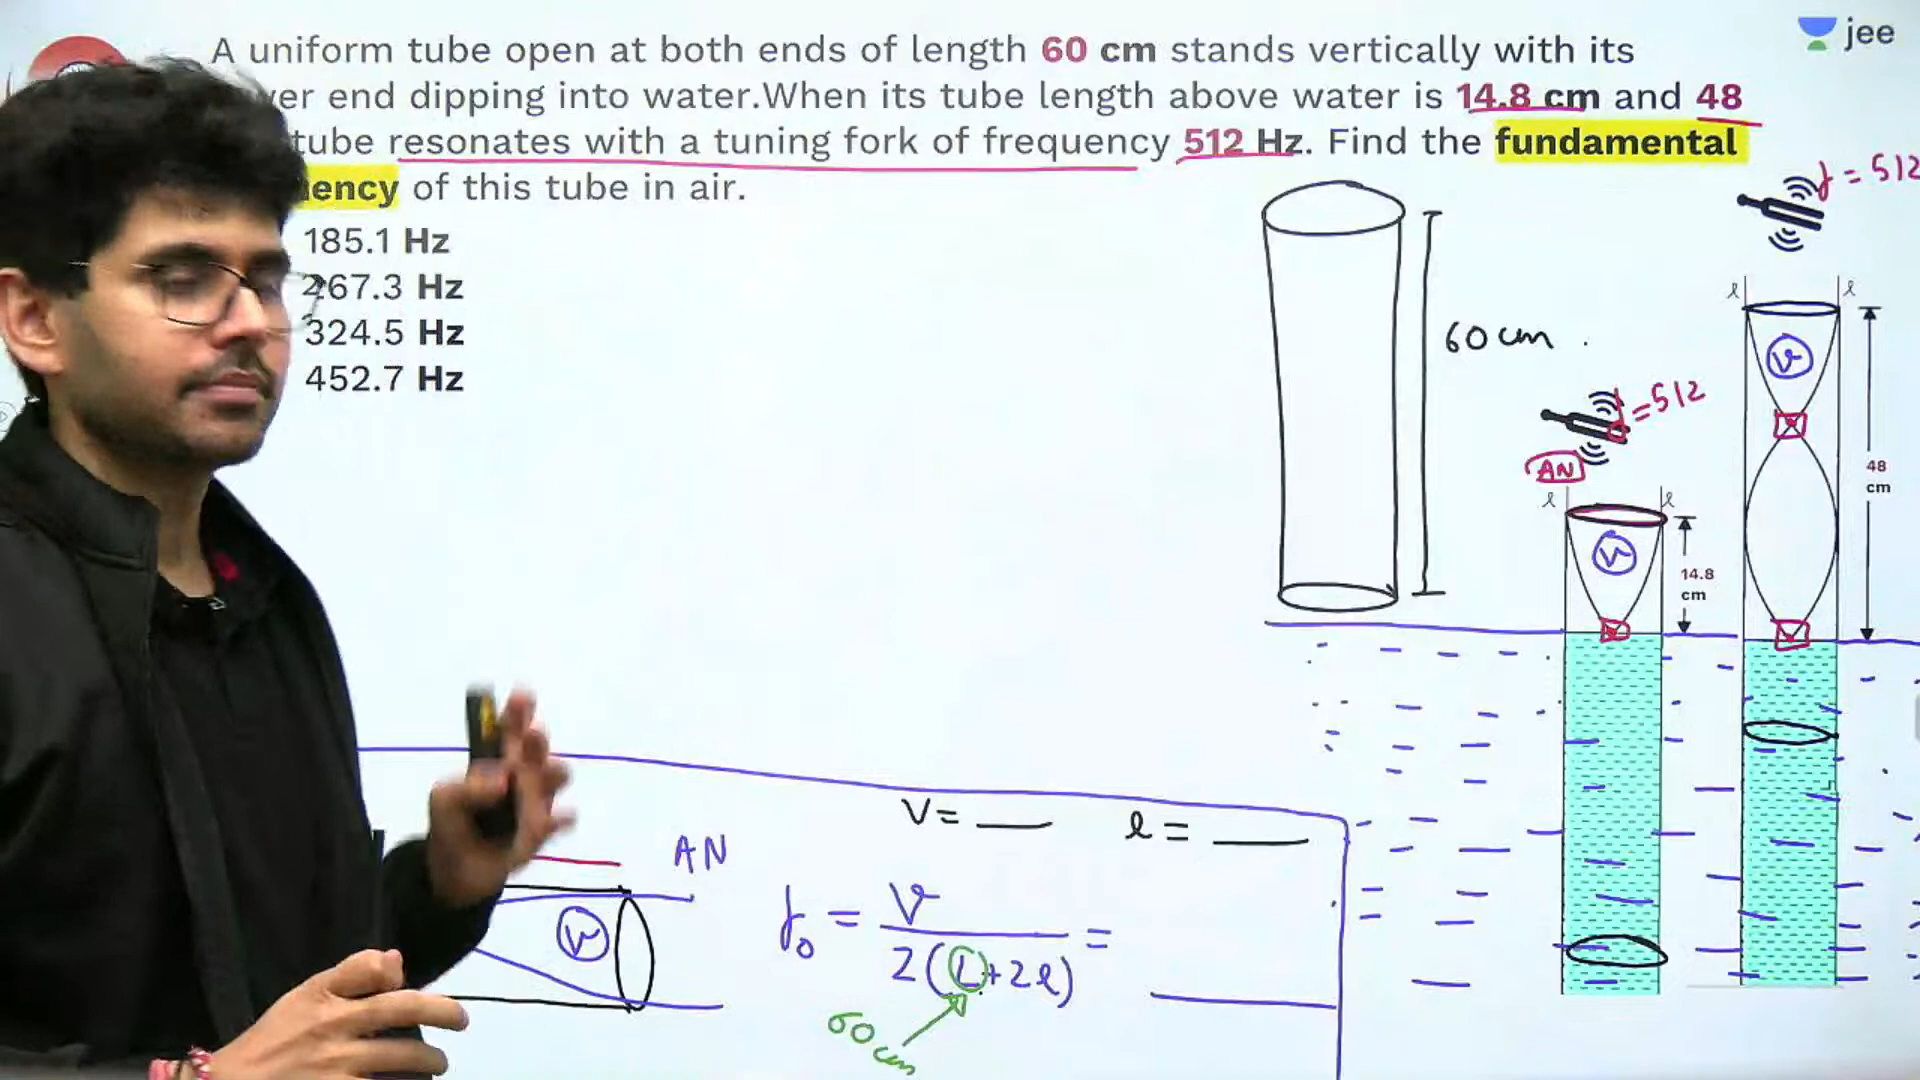 A uniform tube open at both ends of length 60 cm stands vertically with its
er end dipping into water.When its tube length above water is 14.8 cm and 48
tube resonates with a tuning fork of frequency 512 Hz. Find the fundamental
ency of this tube in air.
185.1 Hz
267.3 Hz
324.5 Hz
452.7 Hz
jee
f = 512
60 cm .
f = 512
AN
l l
l l
v
v
48
cm
14.8
cm
V = ___ l = ___
AN
v
f₀ = v / 2(L+2l) =
60 cm